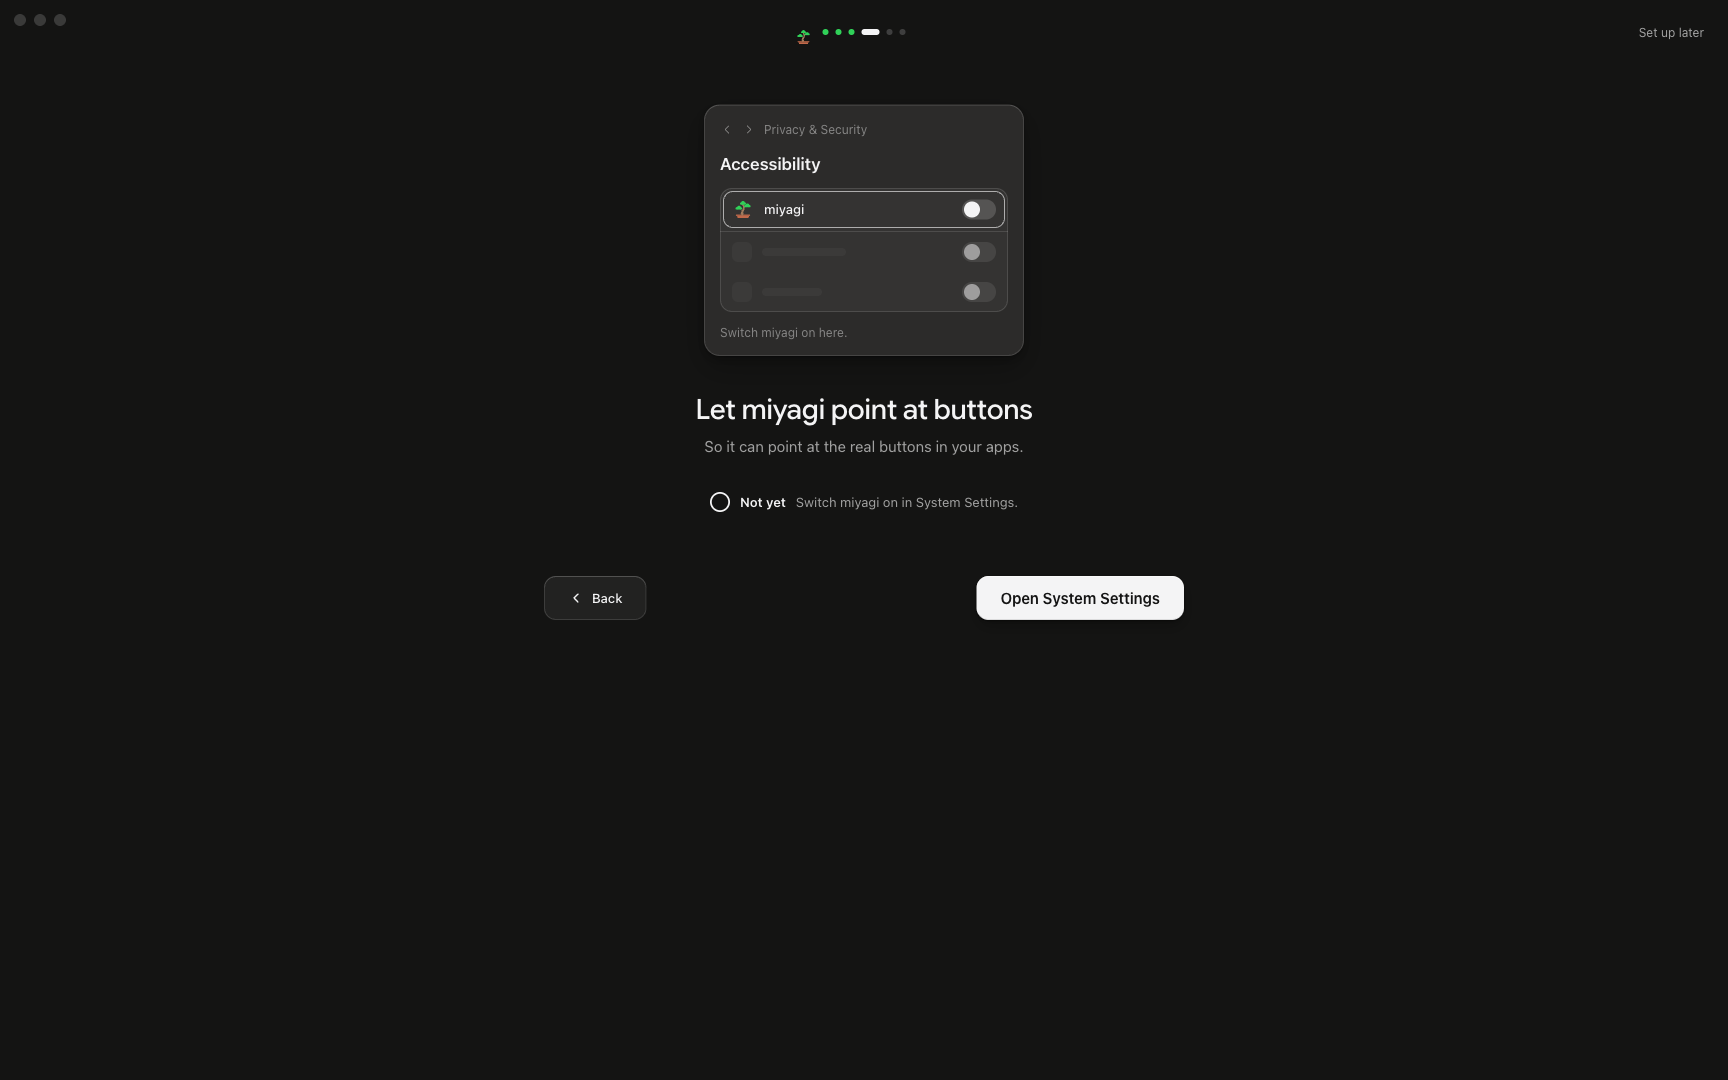 Set up later
Privacy & Security
Accessibility
miyagi
Switch miyagi on here.
Let miyagi point at buttons
So it can point at the real buttons in your apps.
Not yet Switch miyagi on in System Settings.
Back
Open System Settings